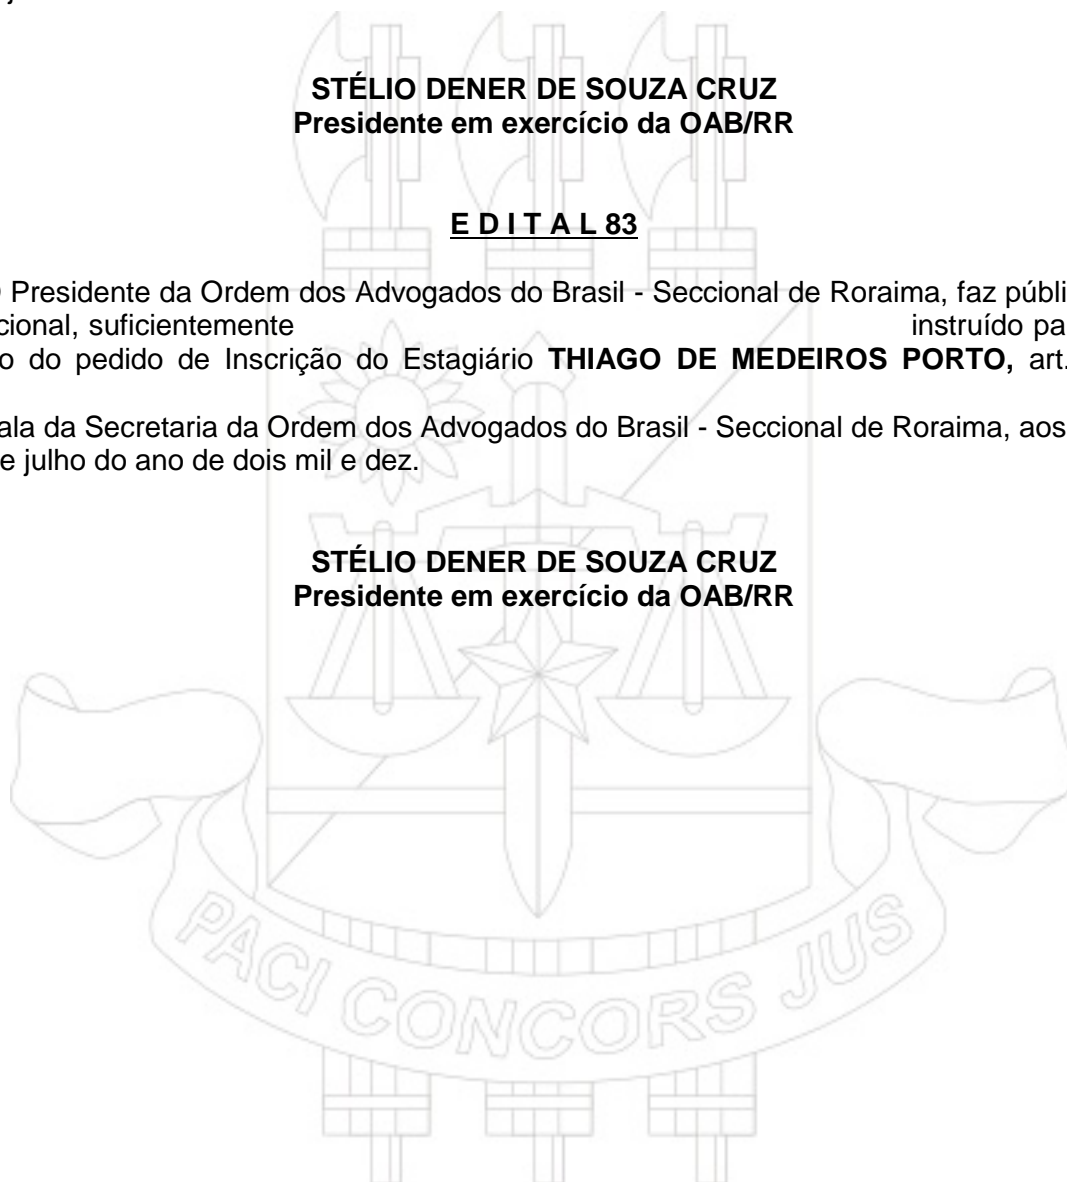 STÉLIO DENER DE SOUZA CRUZ
Presidente em exercício da OAB/RR
E D I T A L 83
Presidente da Ordem dos Advogados do Brasil - Seccional de Roraima, faz públi
cional, suficientemente instruído pa
o do pedido de Inscrição do Estagiário THIAGO DE MEDEIROS PORTO, art.
ala da Secretaria da Ordem dos Advogados do Brasil - Seccional de Roraima, aos
e julho do ano de dois mil e dez.
STÉLIO DENER DE SOUZA CRUZ
Presidente em exercício da OAB/RR
PACI CONCORS JUS